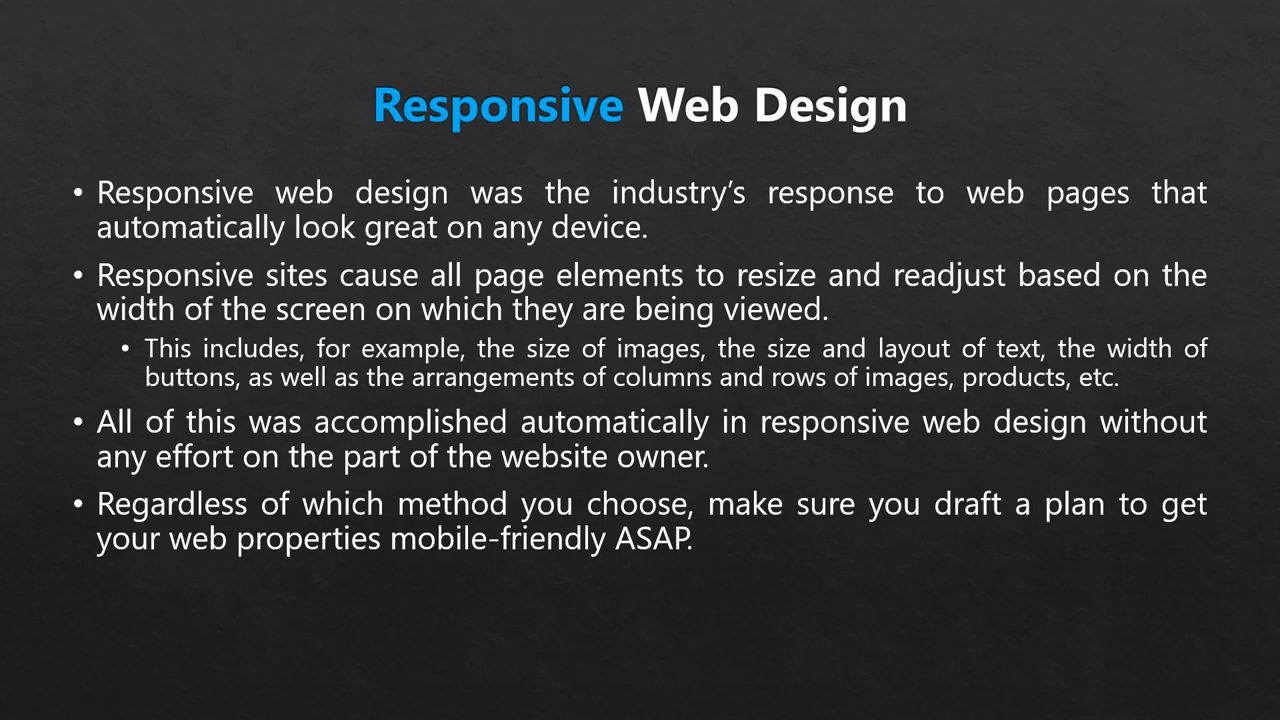 Responsive Web Design
• Responsive web design was the industry’s response to web pages that
automatically look great on any device.
• Responsive sites cause all page elements to resize and readjust based on the
width of the screen on which they are being viewed.
• This includes, for example, the size of images, the size and layout of text, the width of
buttons, as well as the arrangements of columns and rows of images, products, etc.
• All of this was accomplished automatically in responsive web design without
any effort on the part of the website owner.
• Regardless of which method you choose, make sure you draft a plan to get
your web properties mobile-friendly ASAP.